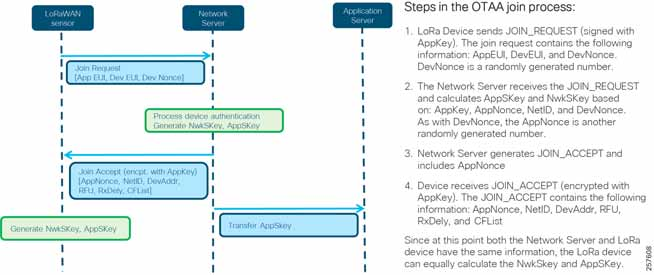 LoRaWAN
sensor
Network
Server
Application
Server
Join Request
[App EUI, Dev EUI, Dev Nonce]
Process device authentication
Generate NwkSKey, AppSKey
Join Accept (encpt. with AppKey)
[AppNonce, NetID, DevAddr,
RFU, RxDely, CFList]
Generate NwkSKey, AppSKey
Transfer AppSkey
Steps in the OTAA join process:
1. LoRa Device sends JOIN_REQUEST (signed with
AppKey). The join request contains the following
information: AppEUI, DevEUI, and DevNonce.
DevNonce is a randomly generated number.
2. The Network Server receives the JOIN_REQUEST
and calculates AppSKey and NwkSKey based
on: AppKey, AppNonce, NetID, and DevNonce.
As with DevNonce, the AppNonce is another
randomly generated number.
3. Network Server generates JOIN_ACCEPT and
includes AppNonce
4. Device receives JOIN_ACCEPT (encrypted with
AppKey). The JOIN_ACCEPT contains the following
information: AppNonce, NetID, DevAddr, RFU,
RxDely, and CFList
Since at this point both the Network Server and LoRa
device have the same information, the LoRa device
can equally calculate the NwkSkey and AppSKey.
257608